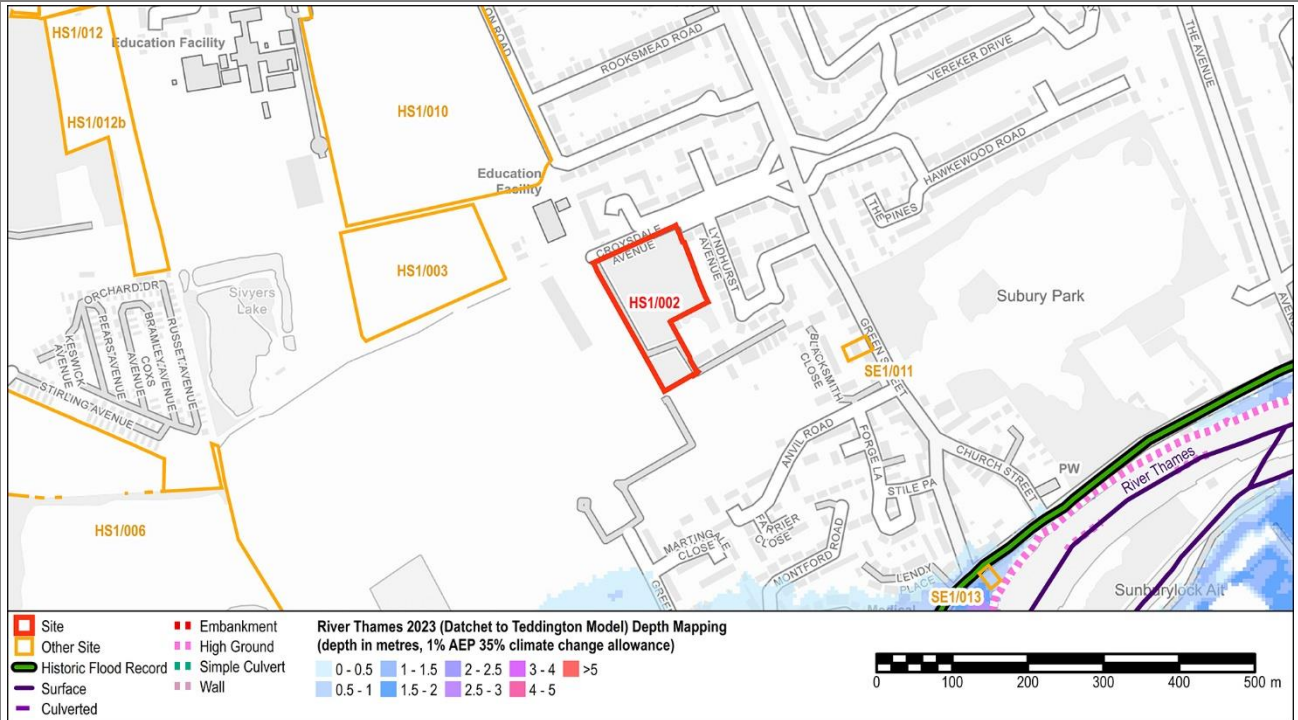 HS1/012
Education Facility
HS1/012b
HS1/010
ON ROAD
ROOKSMEAD ROAD
VEREKER DRIVE
THE AVENUE
HAWKEWOOD ROAD
THE
PINES
Education
Facility
CROYSDALE
AVENUE
LYNDHURST
AVENUE
HS1/003
HS1/002
Sivyers
Lake
ORCHARD DR
KESWICK
AVENUE
PEARS AVENUE
COXS
AVENUE
BRAMLEY AVENUE
RUSSET AVENUE
STIRLING AVENUE
Subury Park
AVEN
BLACKSMITH
CLOSE
GREEN STREET
SE1/011
ANVIL ROAD
FORGE LA
STILE PA
CHURCH STREET
PW
River Thames
HS1/006
MARTINGALE
CLOSE
FARRIER
CLOSE
MONTFORD ROAD
LENDY
PLACE
GREE
Medical
SE1/013
Sunburylock Ait
Site
Other Site
Historic Flood Record
Surface
Culverted
Embankment
High Ground
Simple Culvert
Wall
River Thames 2023 (Datchet to Teddington Model) Depth Mapping
(depth in metres, 1% AEP 35% climate change allowance)
0 - 0.5
1 - 1.5
2 - 2.5
3 - 4
>5
0.5 - 1
1.5 - 2
2.5 - 3
4 - 5
0 100 200 300 400 500 m